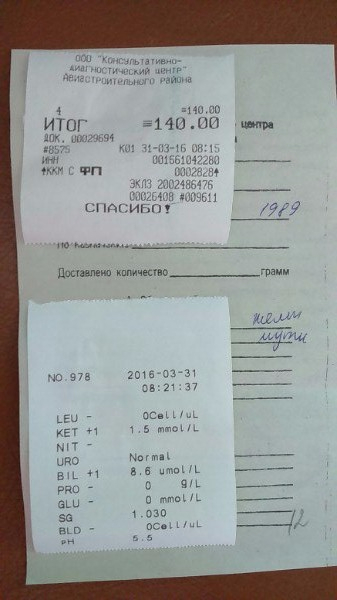 ООО "Консультативно-
диагностический центр"
Авиастроительного района
4 =140.00
ИТОГ =140.00
ДОК. 00029694
#8575 К01 31-03-16 08:15
ИНН 001561042280
ККМ С ФП 0002828
ЭКЛЗ 2002486476
00026408 #009611
СПАСИБО!
центра
1989
Доставлено количество грамм
NO.978 2016-03-31
08:21:37
LEU - 0Cell/uL
KET +1 1.5 mmol/L
NIT -
URO Normal
BIL +1 8.6 umol/L
PRO - 0 g/L
GLU - 0 mmol/L
SG 1.030
BLD - 0Cell/uL
pH 5.5
12